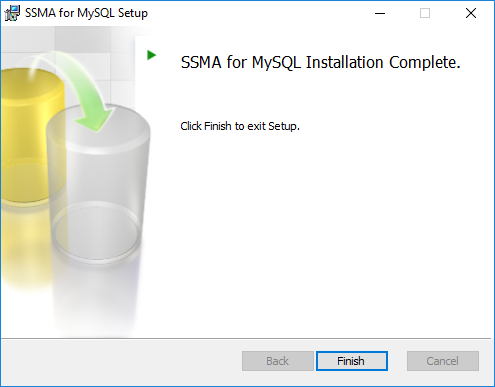 SSMA for MySQL Setup
SSMA for MySQL Installation Complete.
Click Finish to exit Setup.
Back
Finish
Cancel